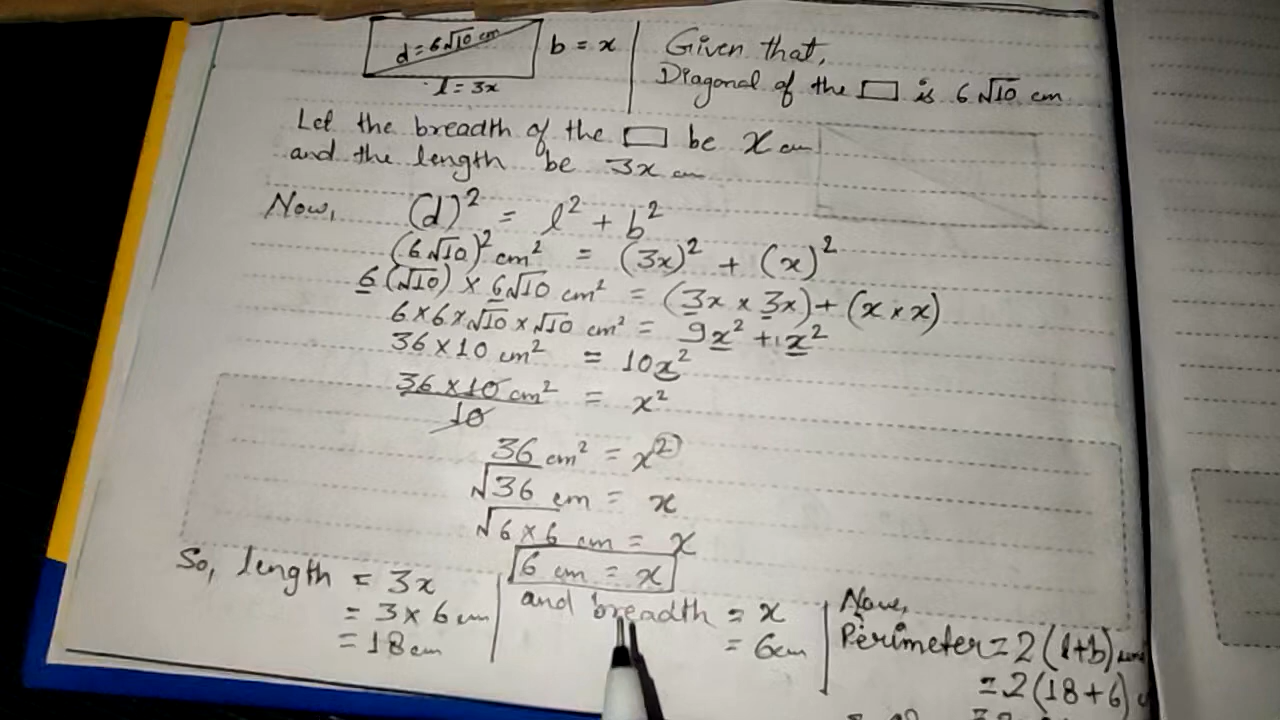 d = 6√10 cm
b = x
l = 3x
Given that,
Diagonal of the ▭ is 6√10 cm
Let the breadth of the ▭ be x cm
and the length be 3x cm
Now, (d)² = l² + b²
(6√10)² cm² = (3x)² + (x)²
6(√10) × 6√10 cm² = (3x × 3x) + (x × x)
6×6×√10×√10 cm² = 9x² + 1x²
36×10 cm² = 10x²
36×10 cm²/10 = x²
36 cm² = x²
√36 cm = x
√6×6 cm = x
6 cm = x
So, length = 3x
= 3×6 cm
= 18 cm
and breadth = x
= 6cm
Now,
Perimeter = 2(l+b)
= 2(18+6)